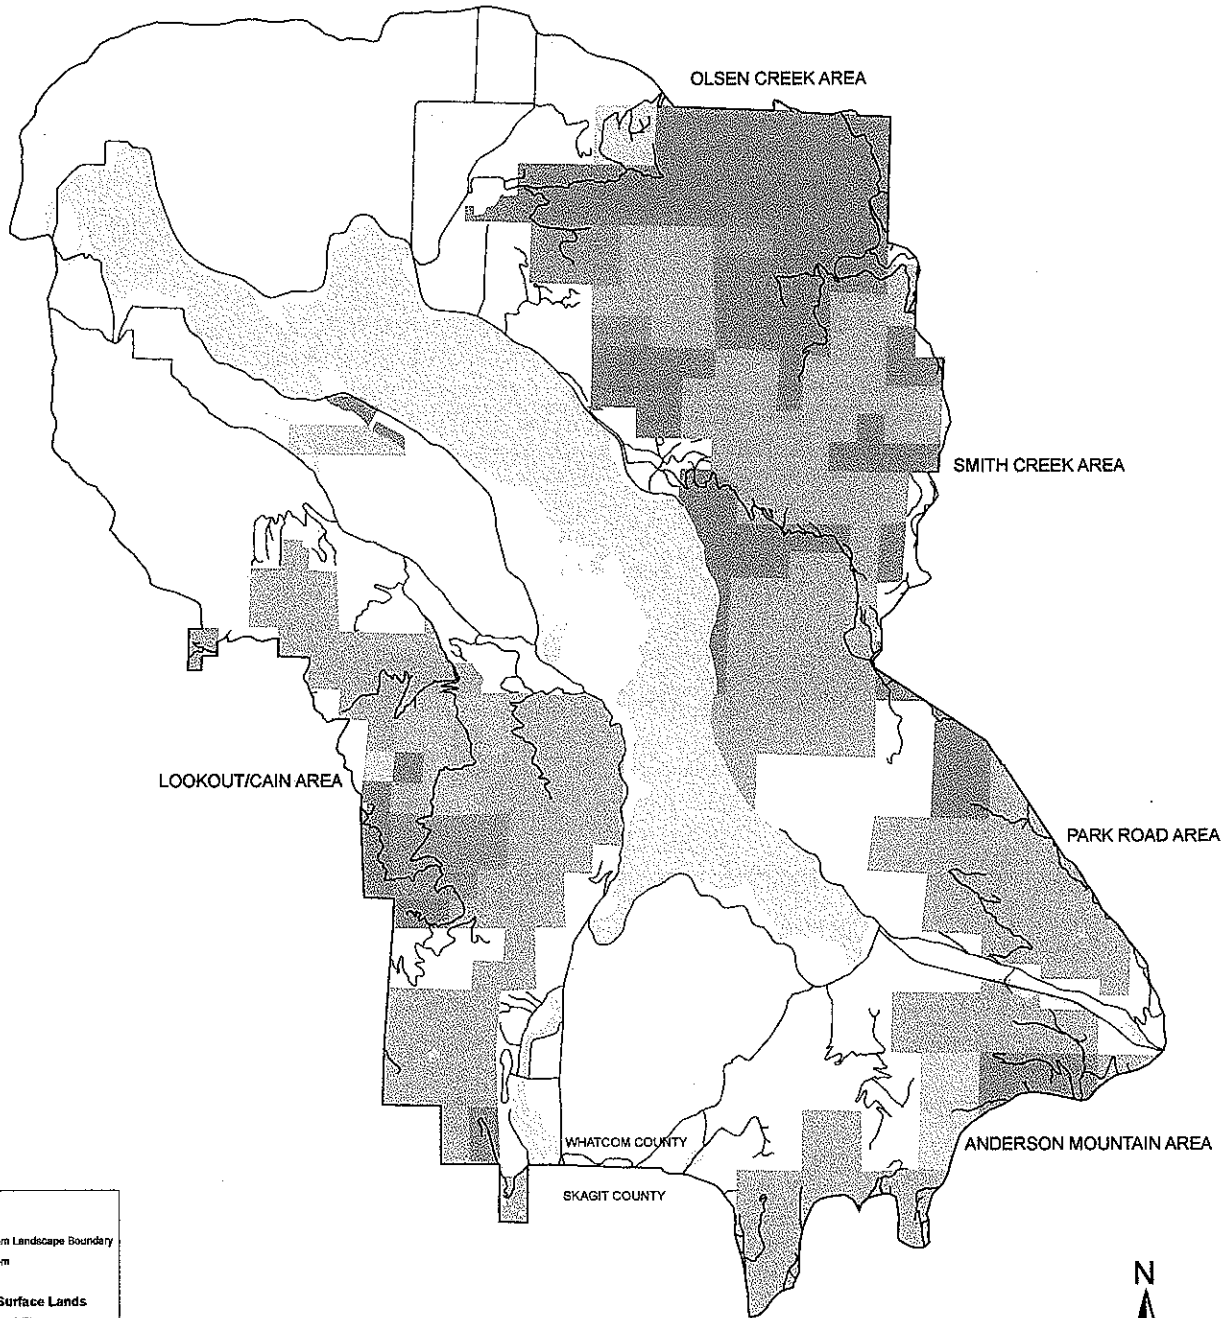 OLSEN CREEK AREA
SMITH CREEK AREA
LOOKOUT/CAIN AREA
PARK ROAD AREA
WHATCOM COUNTY
ANDERSON MOUNTAIN AREA
SKAGIT COUNTY
Landscape Boundary
Surface Lands
N